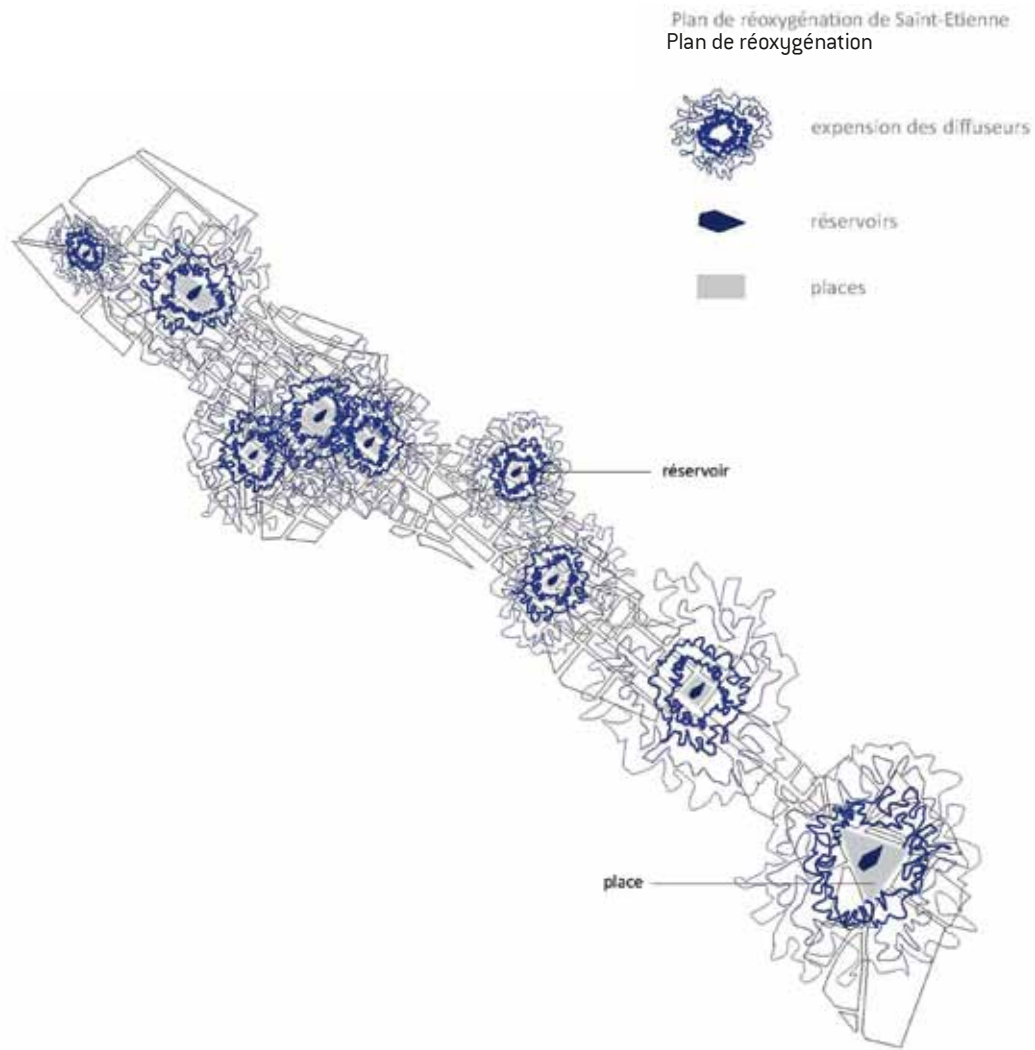 Plan de réoxygénation de Saint-Etienne
Plan de réoxygénation
expension des diffuseurs
réservoirs
places
réservoir
place